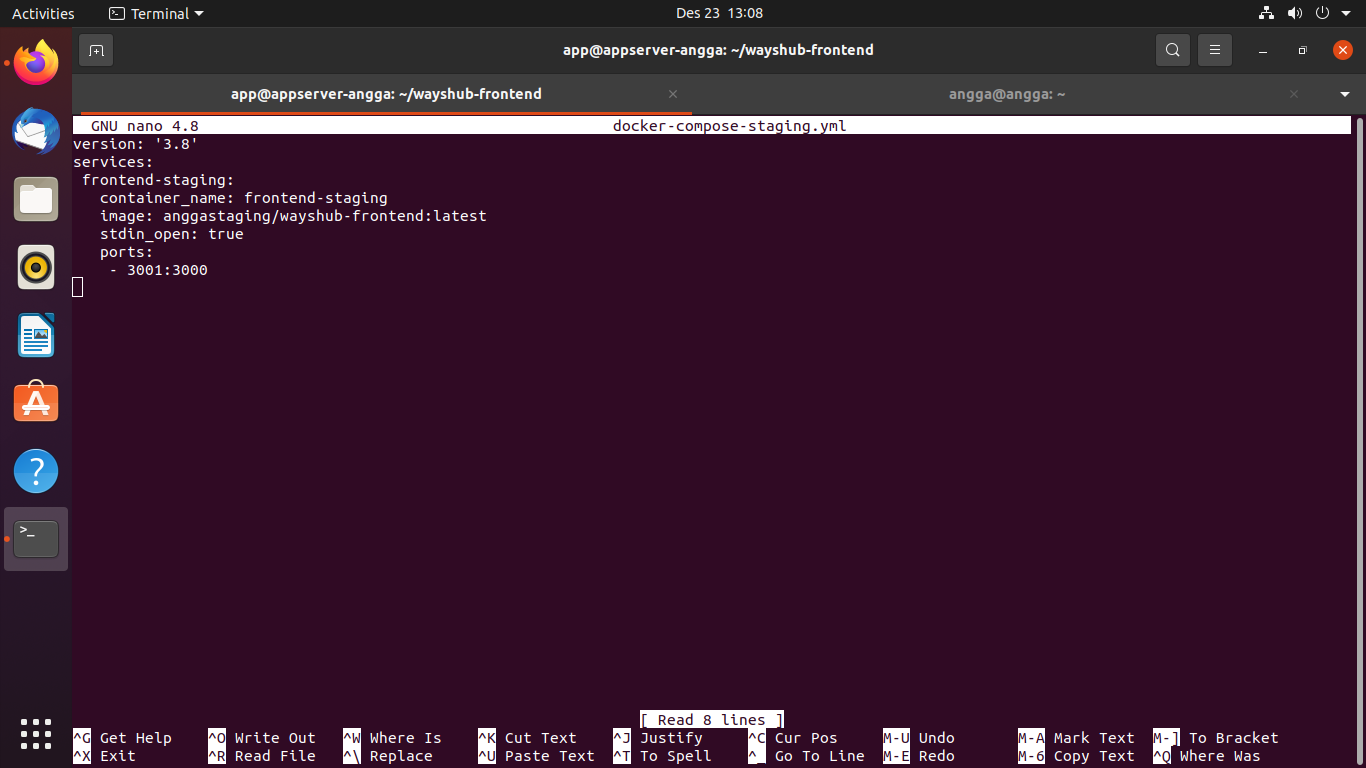 Activities Terminal Des 23 13:08
app@appserver-angga: ~/wayshub-frontend
app@appserver-angga: ~/wayshub-frontend angga@angga: ~
GNU nano 4.8 docker-compose-staging.yml
version: '3.8'
services:
 frontend-staging:
   container_name: frontend-staging
   image: anggastaging/wayshub-frontend:latest
   stdin_open: true
   ports:
    - 3001:3000
[ Read 8 lines ]
^G Get Help ^O Write Out ^W Where Is ^K Cut Text ^J Justify ^C Cur Pos M-U Undo M-A Mark Text M-] To Bracket
^X Exit ^R Read File ^\ Replace ^U Paste Text ^T To Spell ^_ Go To Line M-E Redo M-6 Copy Text ^Q Where Was